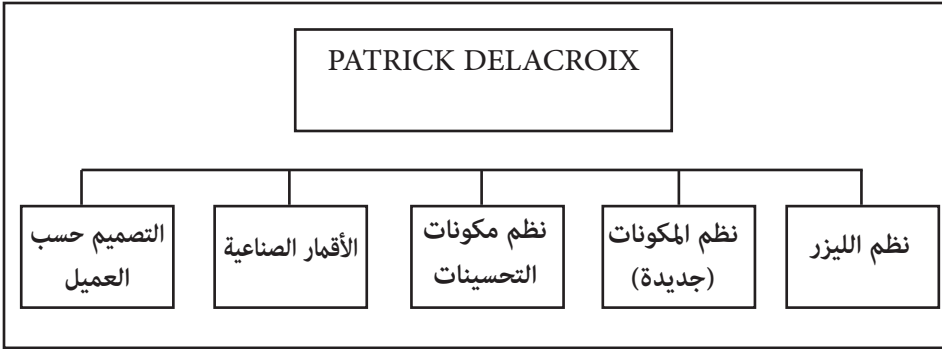 PATRICK DELACROIX
نظم الليزر
نظم المكونات
(جديدة)
نظم مكونات
التحسينات
الأقمار الصناعية
التصميم حسب
العميل